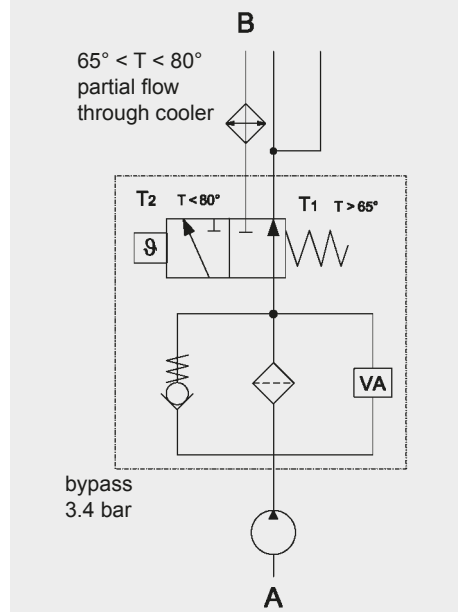 B
65° < T < 80°
partial flow
through cooler
T2 T < 80° T1 T > 65°
ϑ
VA
bypass
3.4 bar
A